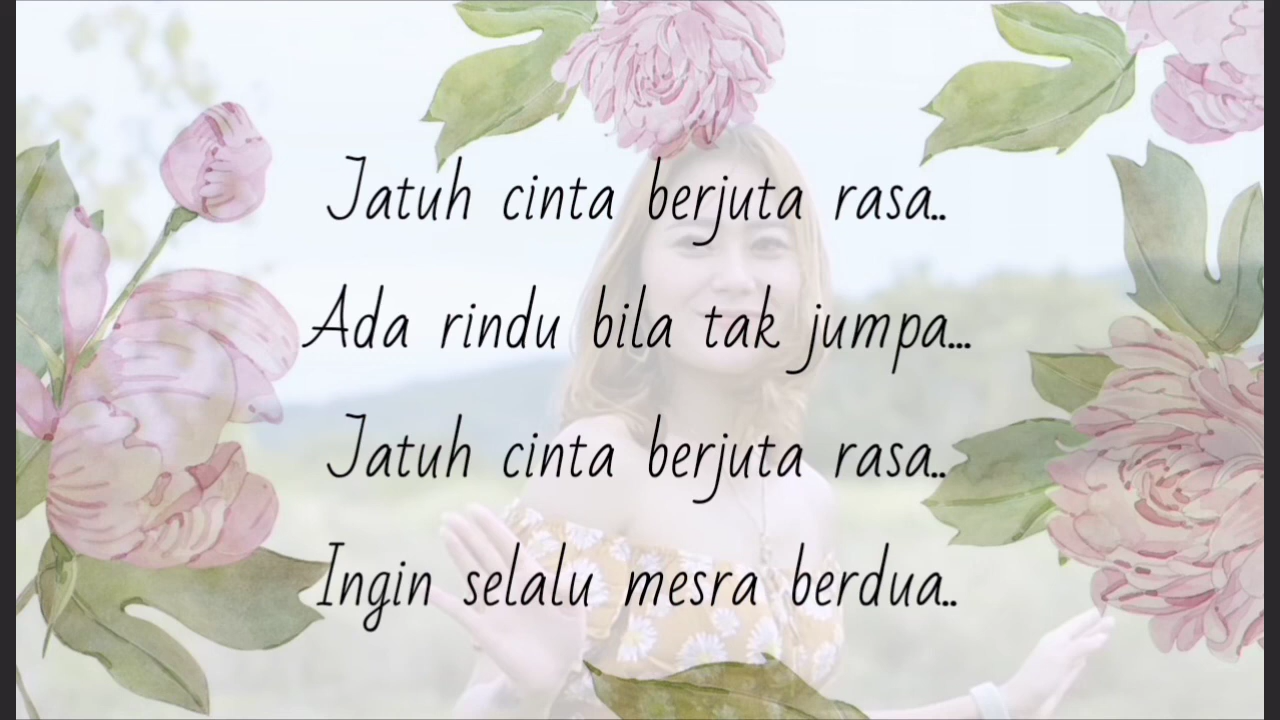 Jatuh cinta berjuta rasa..
Ada rindu bila tak jumpa...
Jatuh cinta berjuta rasa..
Ingin selalu mesra berdua..